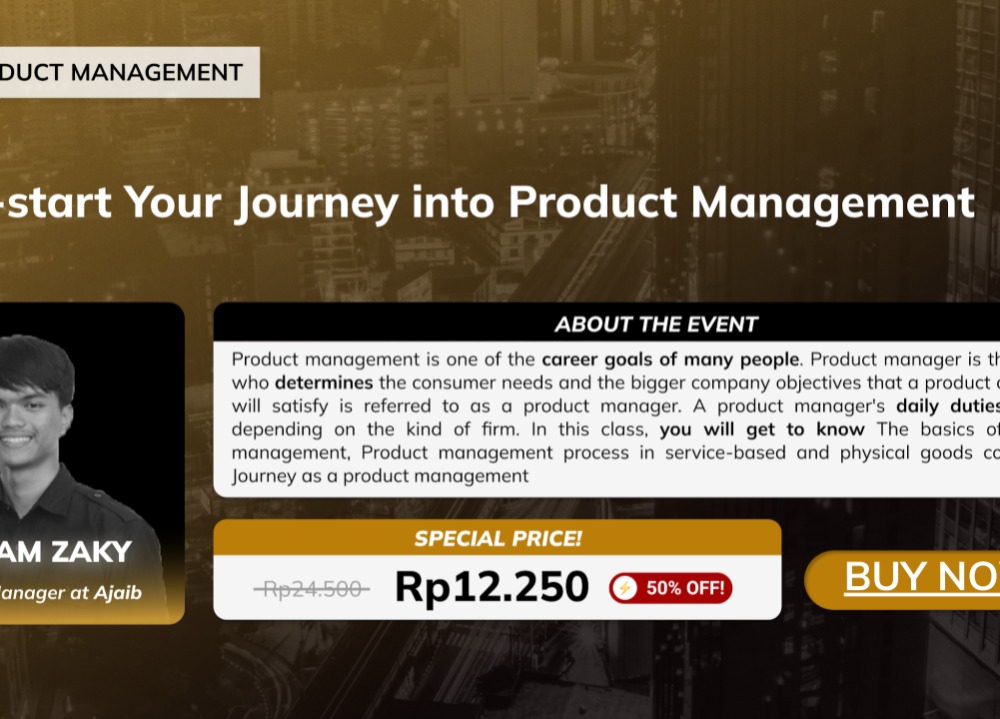 DUCT MANAGEMENT
-start Your Journey into Product Management
ABOUT THE EVENT
Product management is one of the career goals of many people. Product manager is th
who determines the consumer needs and the bigger company objectives that a product
will satisfy is referred to as a product manager. A product manager's daily duties
depending on the kind of firm. In this class, you will get to know The basics of
management, Product management process in service-based and physical goods co
Journey as a product management
AM ZAKY
anager at Ajaib
SPECIAL PRICE!
Rp24.500 Rp12.250 50% OFF!
BUY NO